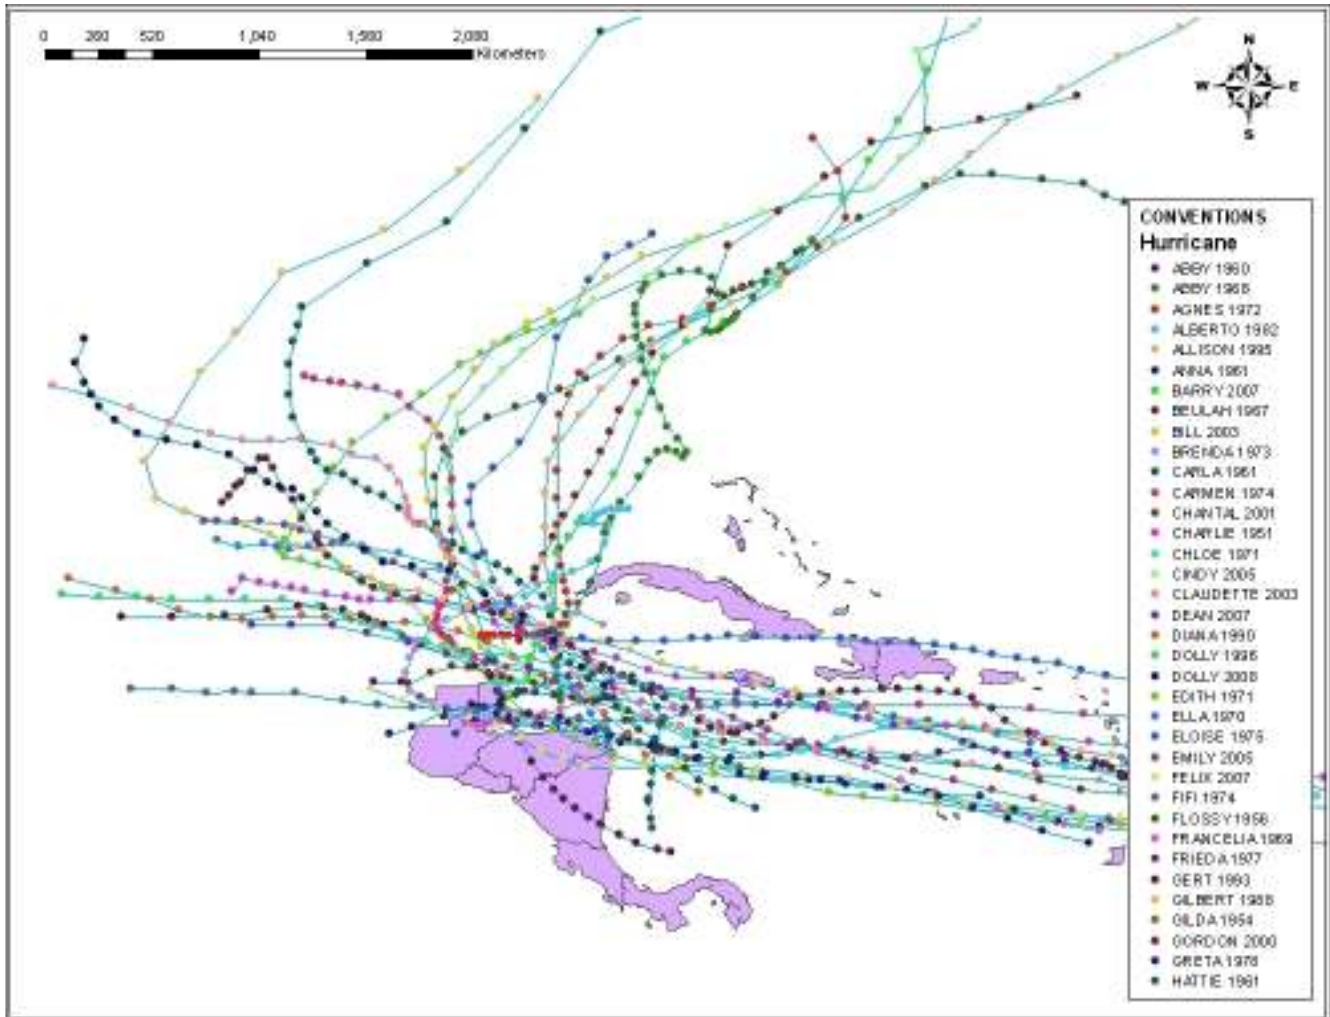 0 260 520 1,040 1,560 2,080
Kilometers
N
W E
S
CONVENTIONS
Hurricane
ABBY 1960
ABBY 1968
AGNES 1972
ALBERTO 1982
ALLISON 1995
ANNA 1961
BARRY 2007
BEULAH 1967
BILL 2003
BRENDA 1973
CARLA 1961
CARMEN 1974
CHANTAL 2001
CHARLIE 1951
CHLOE 1971
CINDY 2005
CLAUDETTE 2003
DEAN 2007
DIANA 1990
DOLLY 1996
DOLLY 2008
EDITH 1971
ELLA 1970
ELOISE 1975
EMILY 2005
FELIX 2007
FIFI 1974
FLOSSY 1956
FRANCELIA 1969
FRIEDA 1977
GERT 1993
GILBERT 1988
GILDA 1954
GORDON 2000
GRETA 1978
HATTIE 1961